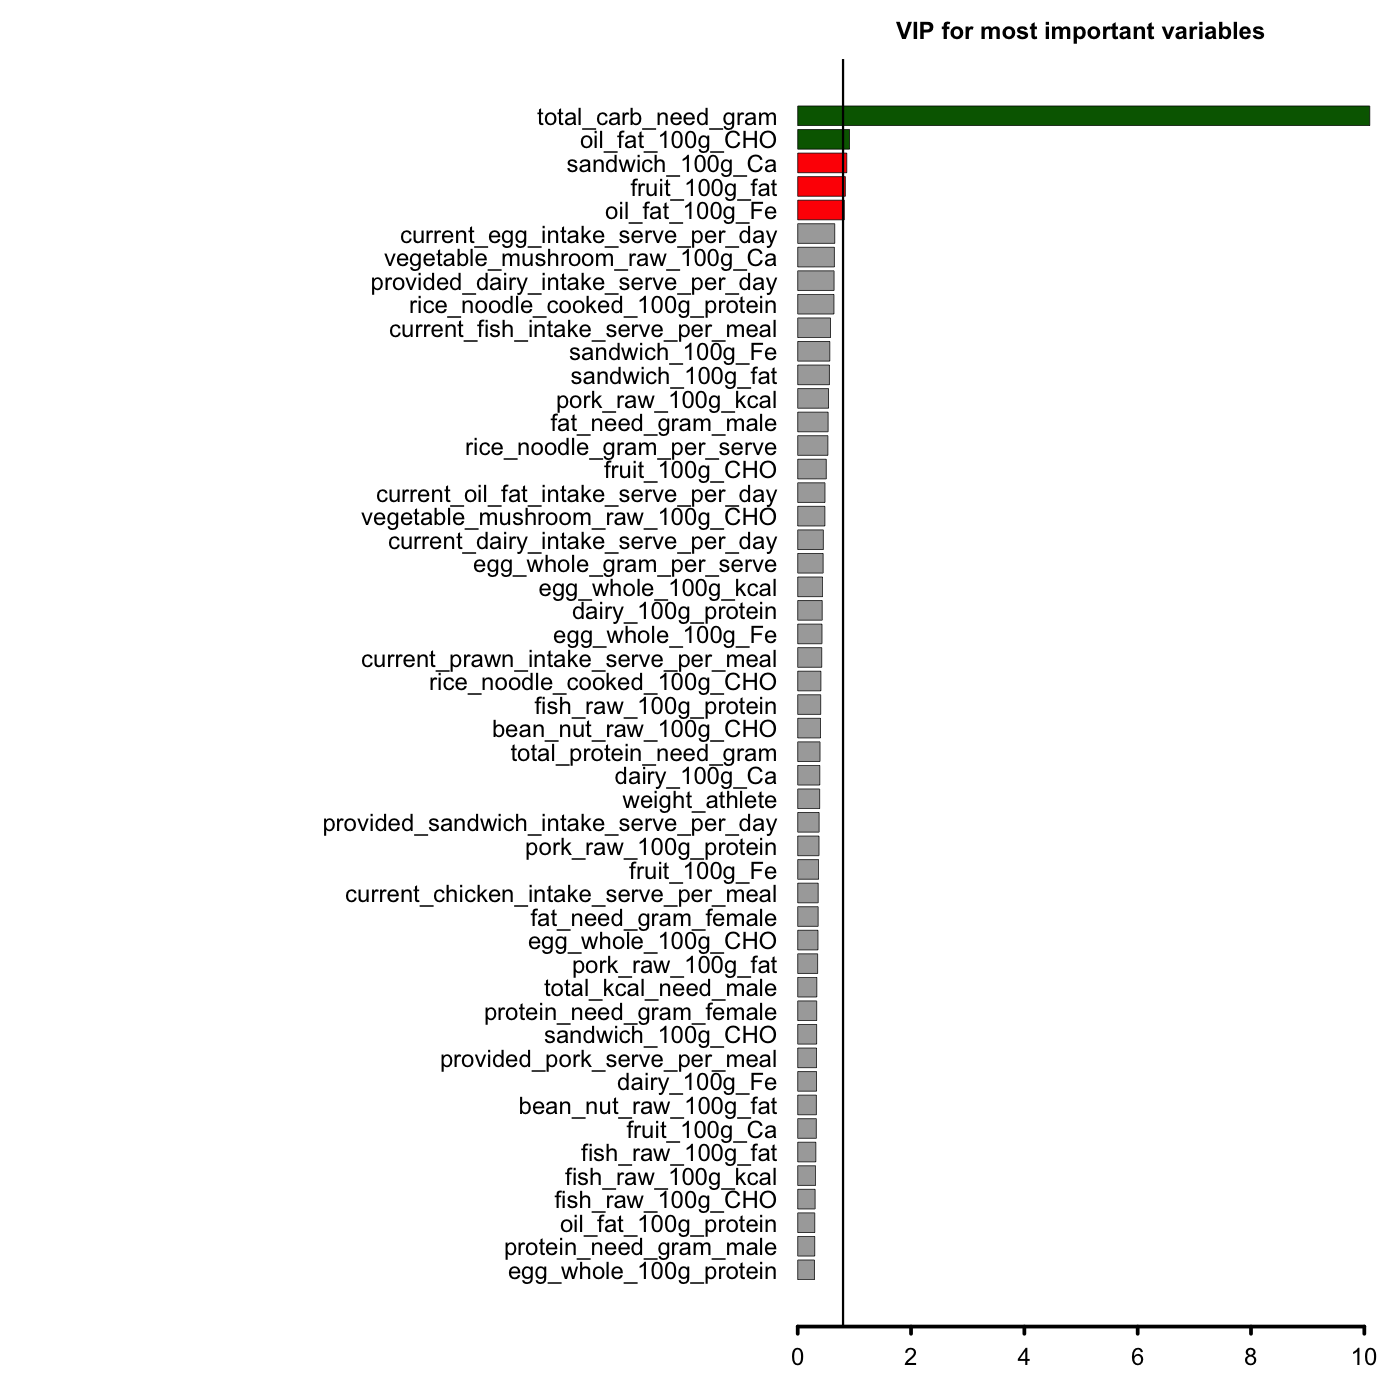 VIP for most important variables
total_carb_need_gram
oil_fat_100g_CHO
sandwich_100g_Ca
fruit_100g_fat
oil_fat_100g_Fe
current_egg_intake_serve_per_day
vegetable_mushroom_raw_100g_Ca
provided_dairy_intake_serve_per_day
rice_noodle_cooked_100g_protein
current_fish_intake_serve_per_meal
sandwich_100g_Fe
sandwich_100g_fat
pork_raw_100g_kcal
fat_need_gram_male
rice_noodle_gram_per_serve
fruit_100g_CHO
current_oil_fat_intake_serve_per_day
vegetable_mushroom_raw_100g_CHO
current_dairy_intake_serve_per_day
egg_whole_gram_per_serve
egg_whole_100g_kcal
dairy_100g_protein
egg_whole_100g_Fe
current_prawn_intake_serve_per_meal
rice_noodle_cooked_100g_CHO
fish_raw_100g_protein
bean_nut_raw_100g_CHO
total_protein_need_gram
dairy_100g_Ca
weight_athlete
provided_sandwich_intake_serve_per_day
pork_raw_100g_protein
fruit_100g_Fe
current_chicken_intake_serve_per_meal
fat_need_gram_female
egg_whole_100g_CHO
pork_raw_100g_fat
total_kcal_need_male
protein_need_gram_female
sandwich_100g_CHO
provided_pork_serve_per_meal
dairy_100g_Fe
bean_nut_raw_100g_fat
fruit_100g_Ca
fish_raw_100g_fat
fish_raw_100g_kcal
fish_raw_100g_CHO
oil_fat_100g_protein
protein_need_gram_male
egg_whole_100g_protein
0 2 4 6 8 10